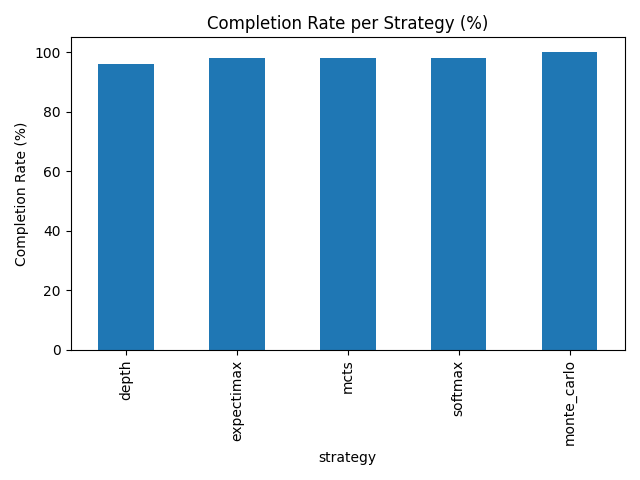 Completion Rate per Strategy (%)
Completion Rate (%)
100
80
60
40
20
0
depth
expectimax
mcts
softmax
monte_carlo
strategy